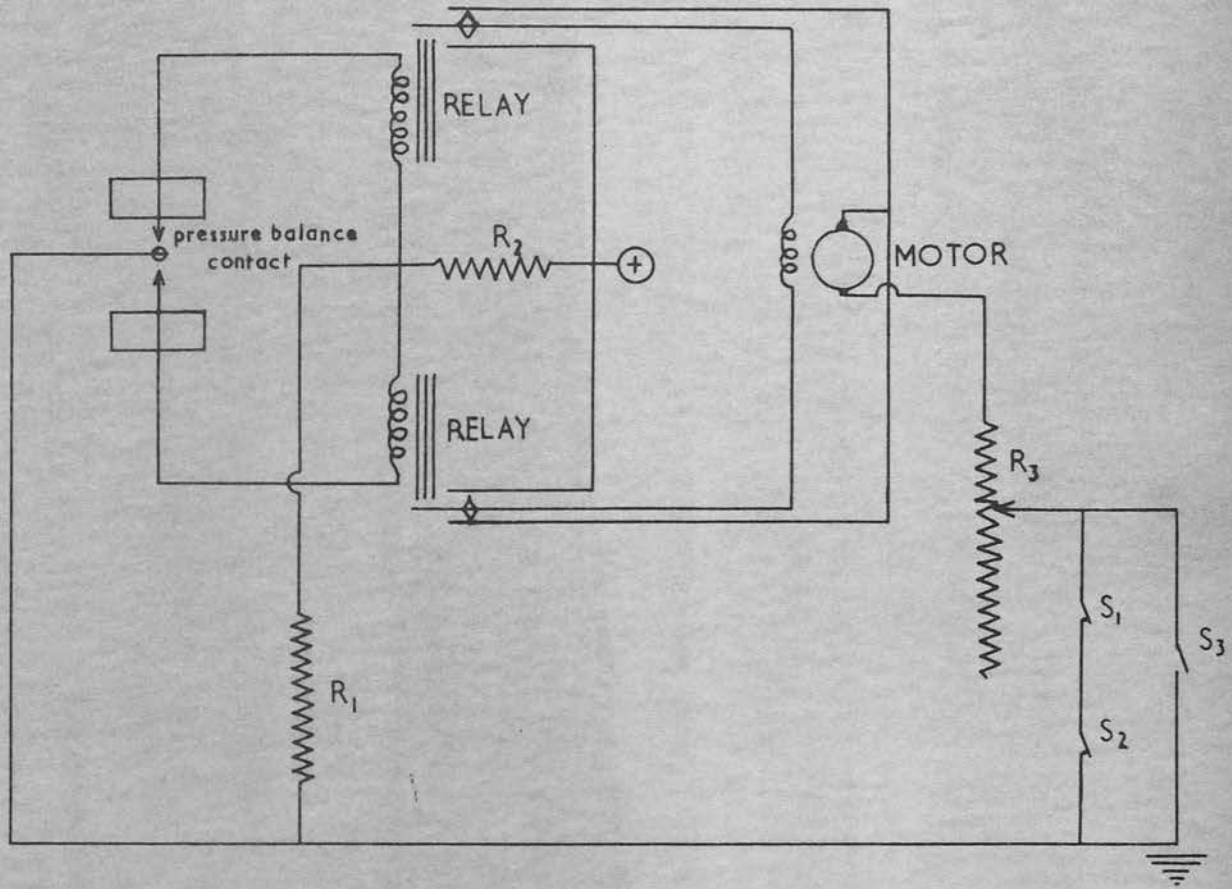 RELAY
pressure balance
contact
R2
+
MOTOR
RELAY
R3
S1
S3
R1
S2